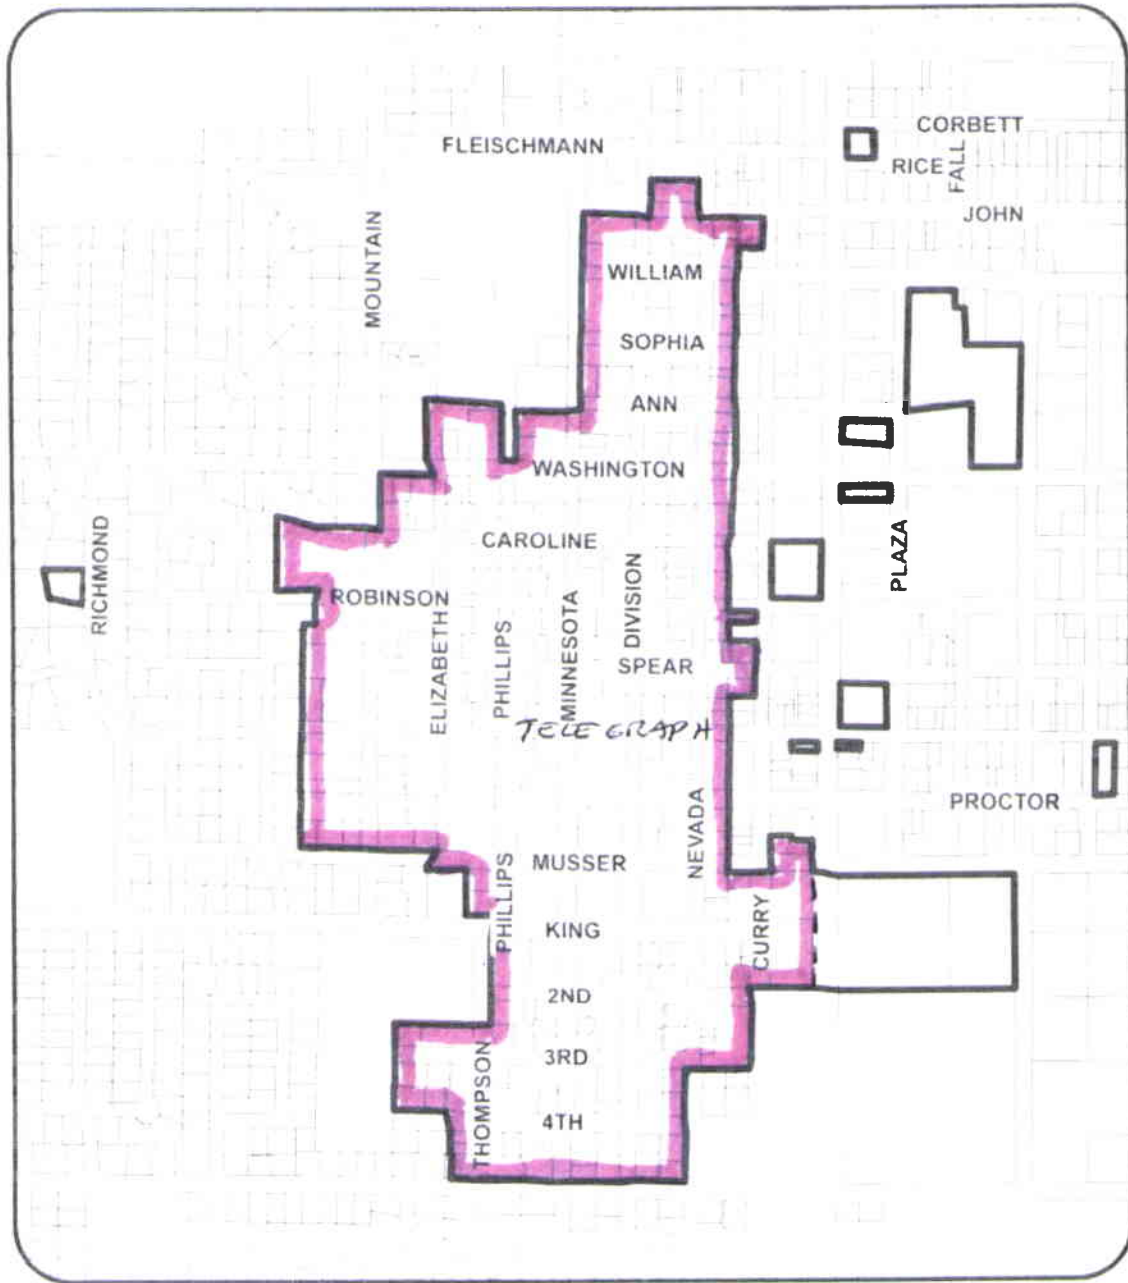 CORBETT
FLEISCHMANN
RICE
FALL
JOHN
MOUNTAIN
WILLIAM
SOPHIA
ANN
WASHINGTON
CAROLINE
PLAZA
RICHMOND
ROBINSON
DIVISION
ELIZABETH
PHILLIPS
MINNESOTA
SPEAR
TELEGRAPH
PROCTOR
NEVADA
MUSSER
PHILLIPS
KING
CURRY
2ND
3RD
THOMPSON
4TH